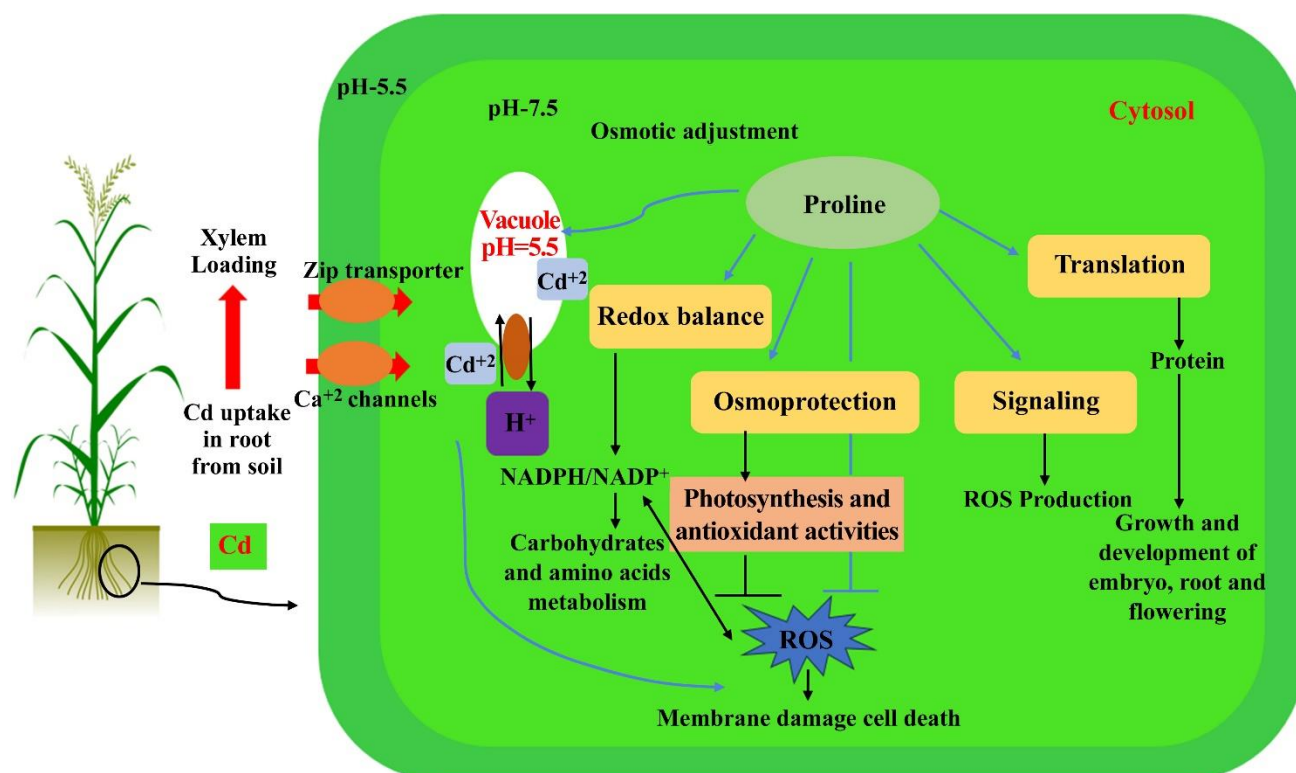 pH-5.5
pH-7.5
Osmotic adjustment
Cytosol
Xylem
Loading
Zip transporter
Ca⁺² channels
Cd uptake
in root
from soil
Cd
Vacuole
pH=5.5
Cd⁺²
Cd⁺²
H⁺
Proline
Redox balance
NADPH/NADP⁺
Carbohydrates
and amino acids
metabolism
Osmoprotection
Photosynthesis and
antioxidant activities
Signaling
ROS Production
Translation
Protein
Growth and
development of
embryo, root and
flowering
ROS
Membrane damage cell death